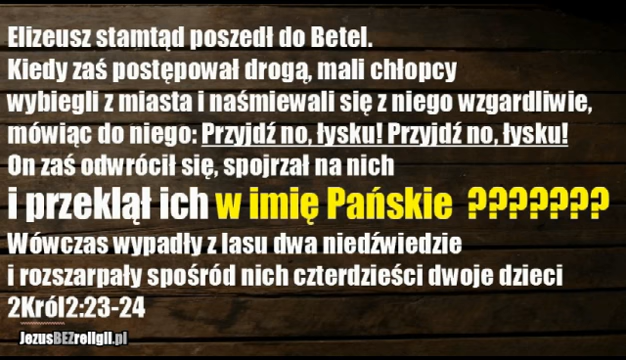 Elizeusz stamtąd poszedł do Betel.
Kiedy zaś postępował drogą, mali chłopcy
wybiegli z miasta i naśmiewali się z niego wzgardliwie,
mówiąc do niego: Przyjdź no, łysku! Przyjdź no, łysku!
On zaś odwrócił się, spojrzał na nich
i przeklął ich w imię Pańskie ???????
Wówczas wypadły z lasu dwa niedźwiedzie
i rozszarpały spośród nich czterdzieści dwoje dzieci
2Król2:23-24
JezusBEZreligii.pl